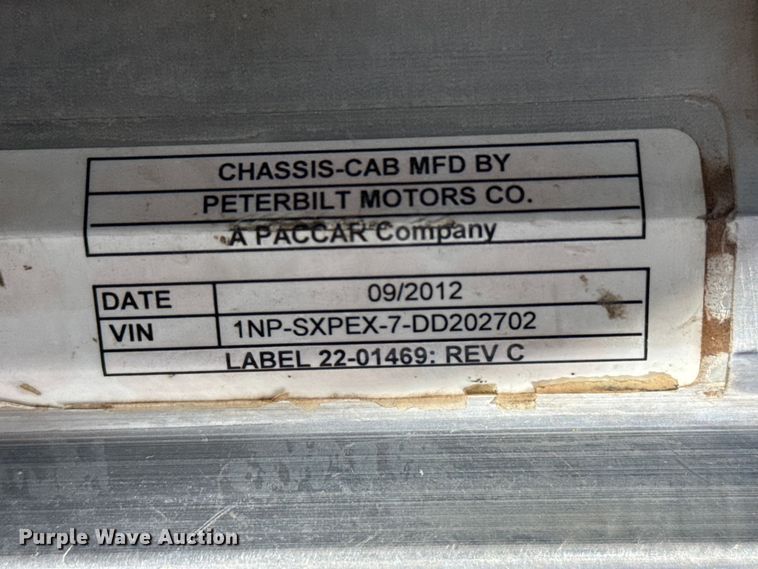 CHASSIS-CAB MFD BY
PETERBILT MOTORS CO.
A PACCAR Company
DATE 09/2012
VIN 1NP-SXPEX-7-DD202702
LABEL 22-01469: REV C
Purple Wave Auction